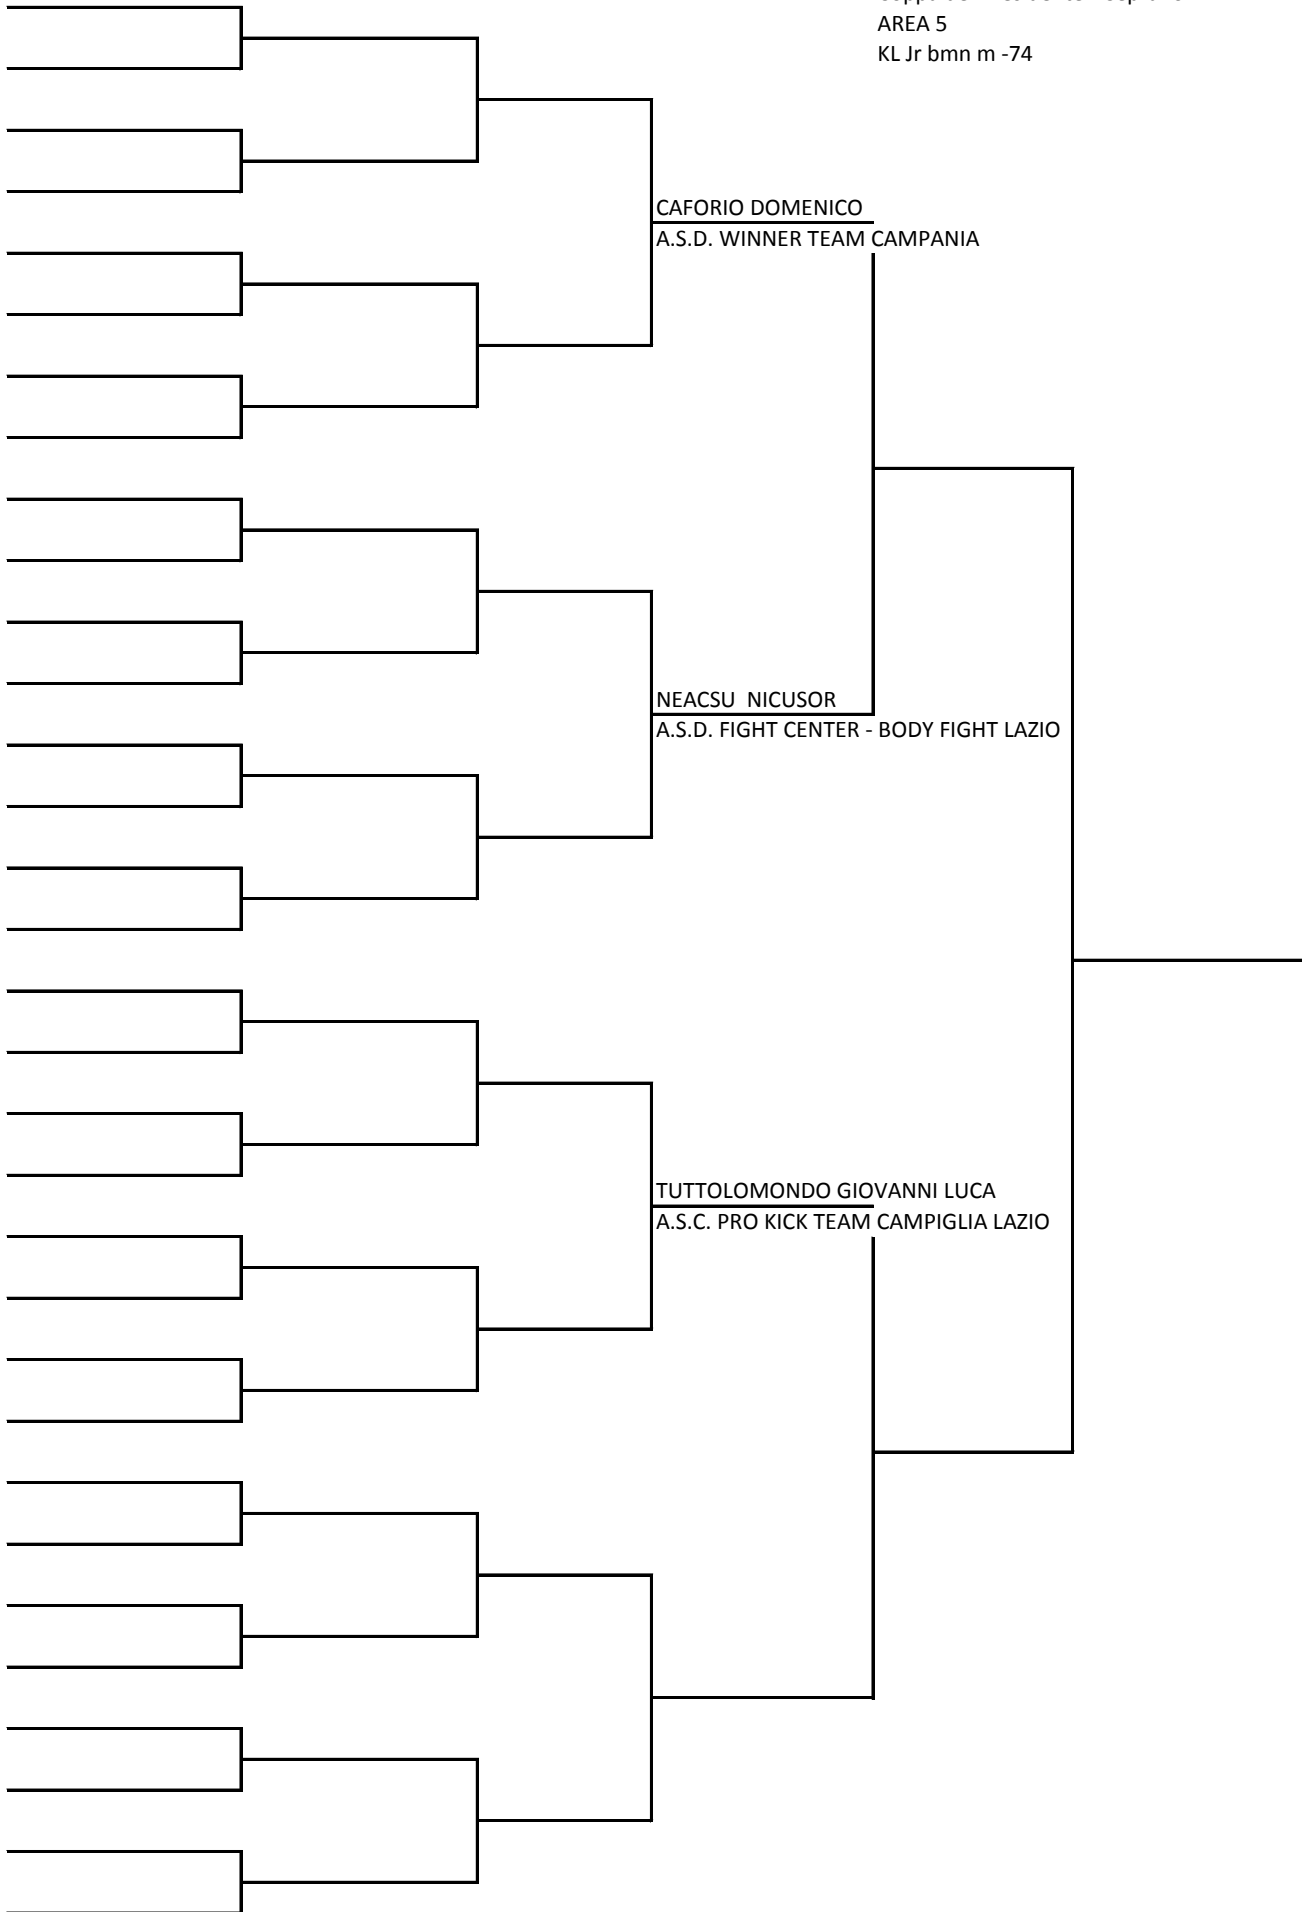 AREA 5
KL Jr bmn m -74
CAFORIO DOMENICO
A.S.D. WINNER TEAM CAMPANIA
NEACSU  NICUSOR
A.S.D. FIGHT CENTER - BODY FIGHT LAZIO
TUTTOLOMONDO GIOVANNI LUCA
A.S.C. PRO KICK TEAM CAMPIGLIA LAZIO